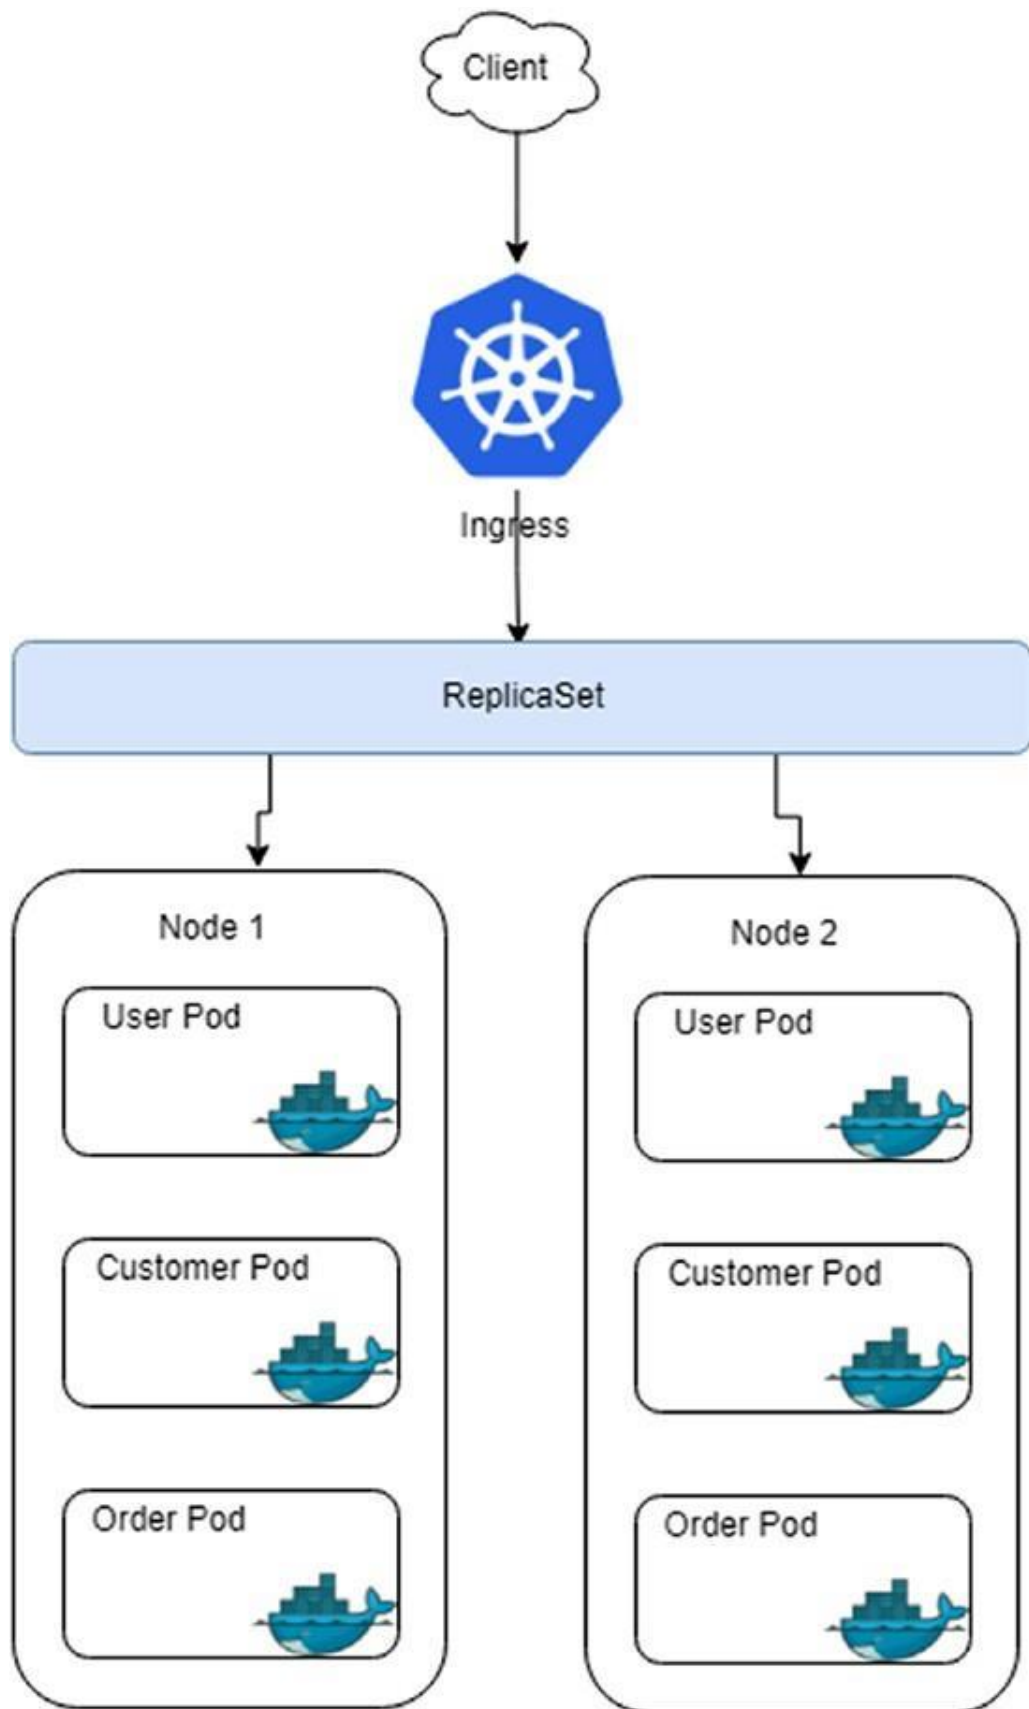 Client
Ingress
ReplicaSet
Node 1
User Pod
Customer Pod
Order Pod
Node 2
User Pod
Customer Pod
Order Pod